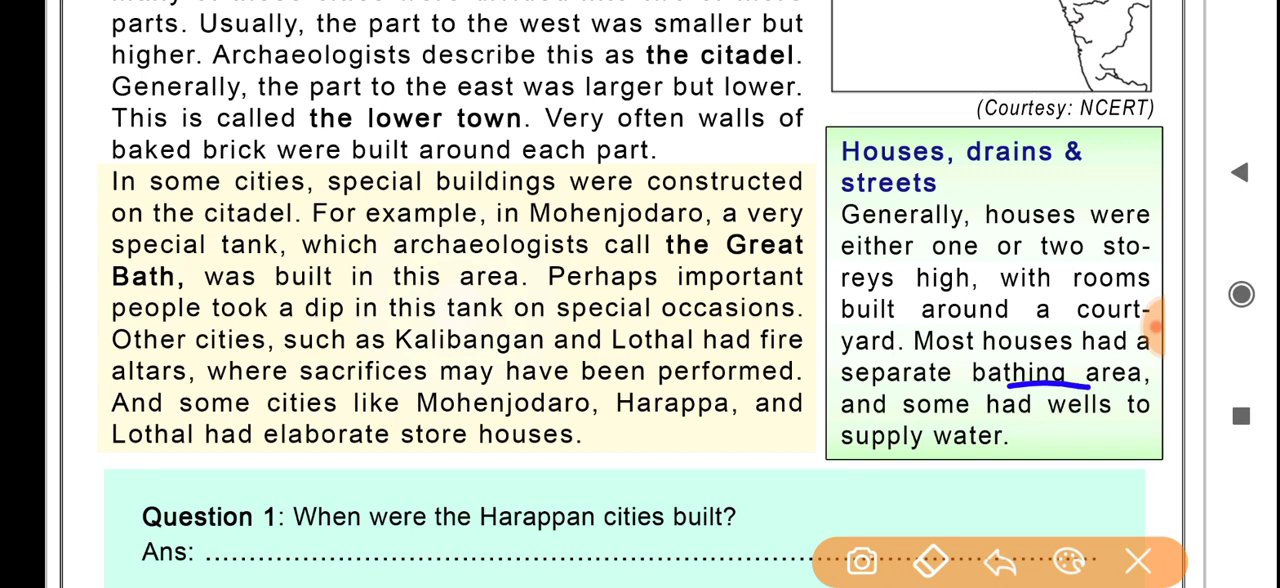 parts. Usually, the part to the west was smaller but
higher. Archaeologists describe this as the citadel.
Generally, the part to the east was larger but lower.
This is called the lower town. Very often walls of
baked brick were built around each part.
In some cities, special buildings were constructed
on the citadel. For example, in Mohenjodaro, a very
special tank, which archaeologists call the Great
Bath, was built in this area. Perhaps important
people took a dip in this tank on special occasions.
Other cities, such as Kalibangan and Lothal had fire
altars, where sacrifices may have been performed.
And some cities like Mohenjodaro, Harappa, and
Lothal had elaborate store houses.
(Courtesy: NCERT)
Houses, drains &
streets
Generally, houses were
either one or two sto-
reys high, with rooms
built around a court-
yard. Most houses had a
separate bathing area,
and some had wells to
supply water.
Question 1: When were the Harappan cities built?
Ans: ..........................................................................................